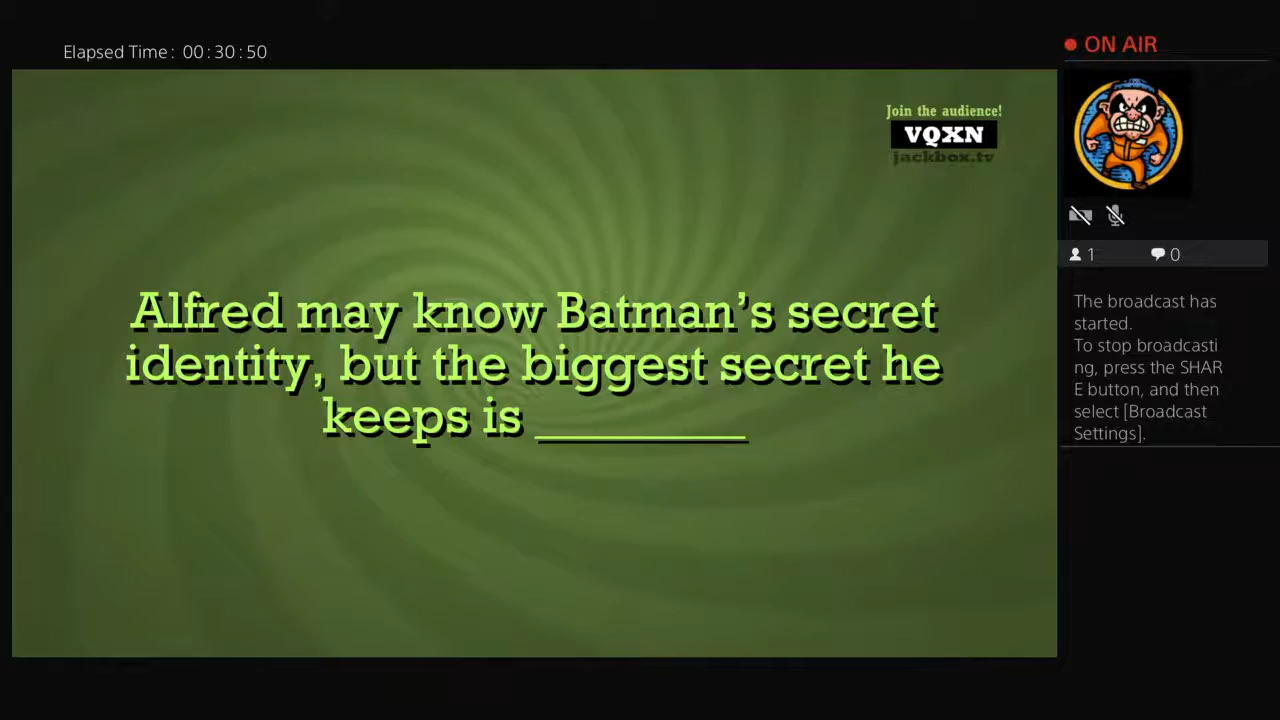 Elapsed Time: 00:30:50
ON AIR
Join the audience!
VQXN
jackbox.tv
Alfred may know Batman's secret
identity, but the biggest secret he
keeps is ________
1 0
The broadcast has
started.
To stop broadcasti
ng, press the SHAR
E button, and then
select [Broadcast
Settings].